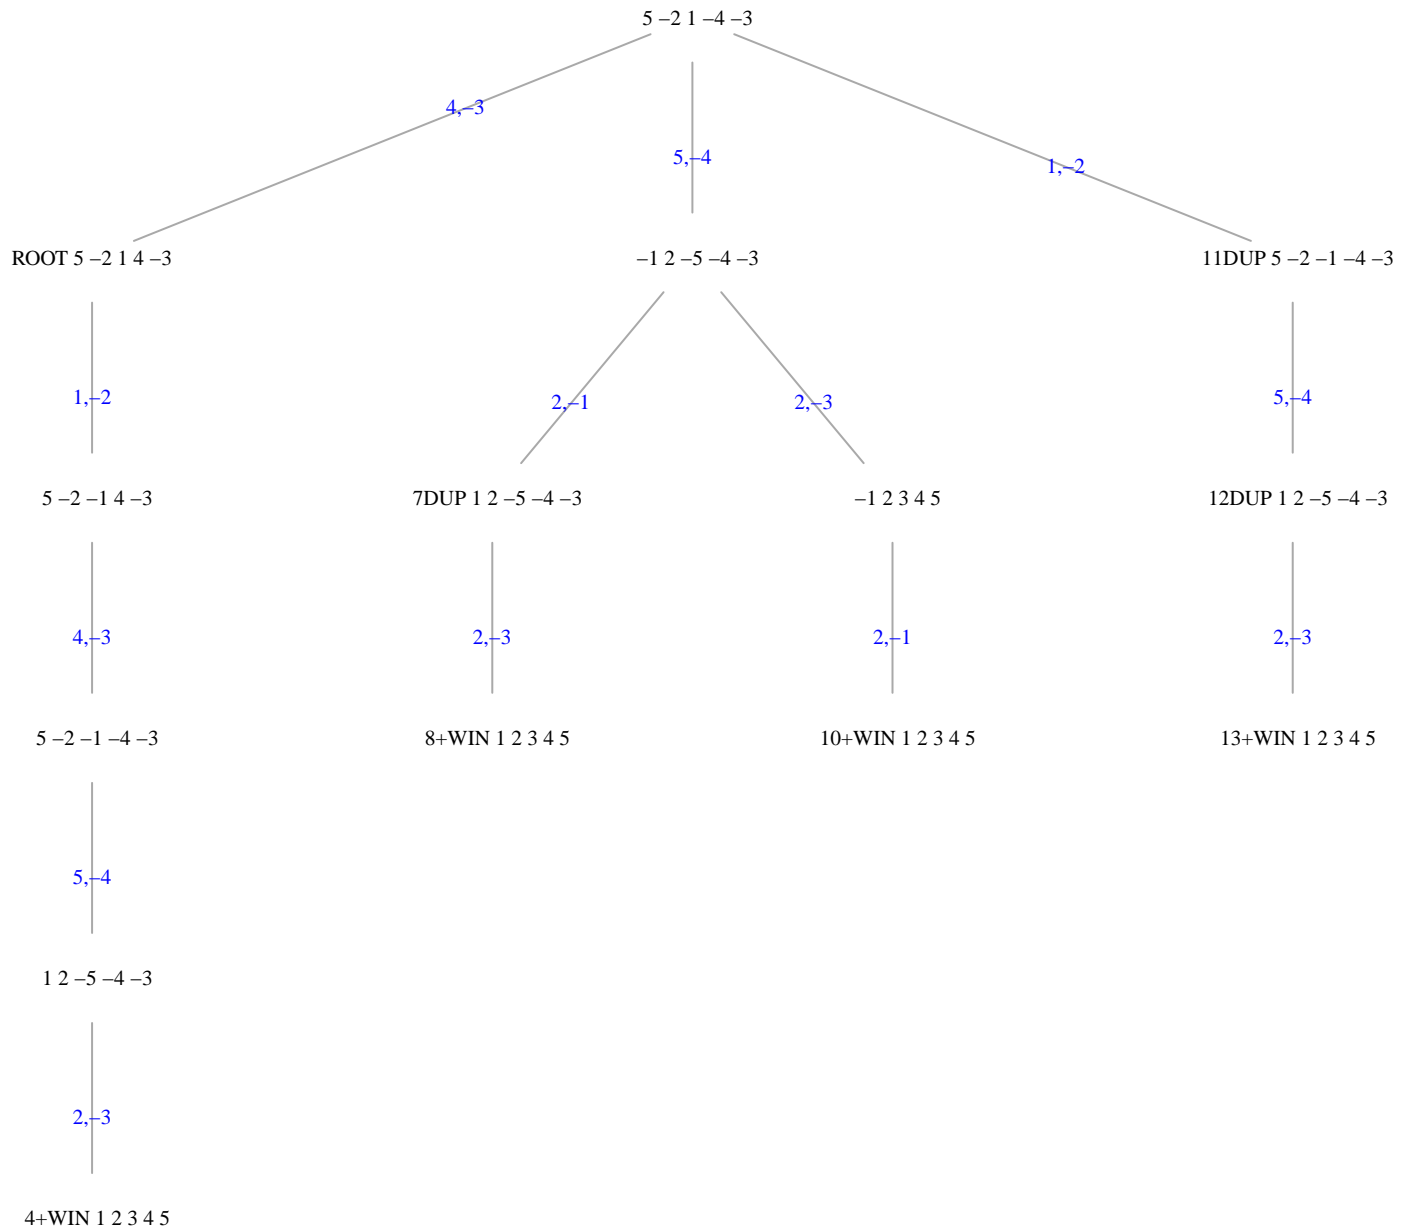 5 –2 1 –4 –3
4,–3
5,–4
1,–2
ROOT 5 –2 1 4 –3
–1 2 –5 –4 –3
11DUP 5 –2 –1 –4 –3
1,–2
2,–1
2,–3
5,–4
5 –2 –1 4 –3
7DUP 1 2 –5 –4 –3
–1 2 3 4 5
12DUP 1 2 –5 –4 –3
4,–3
2,–3
2,–1
2,–3
5 –2 –1 –4 –3
8+WIN 1 2 3 4 5
10+WIN 1 2 3 4 5
13+WIN 1 2 3 4 5
5,–4
1 2 –5 –4 –3
2,–3
4+WIN 1 2 3 4 5